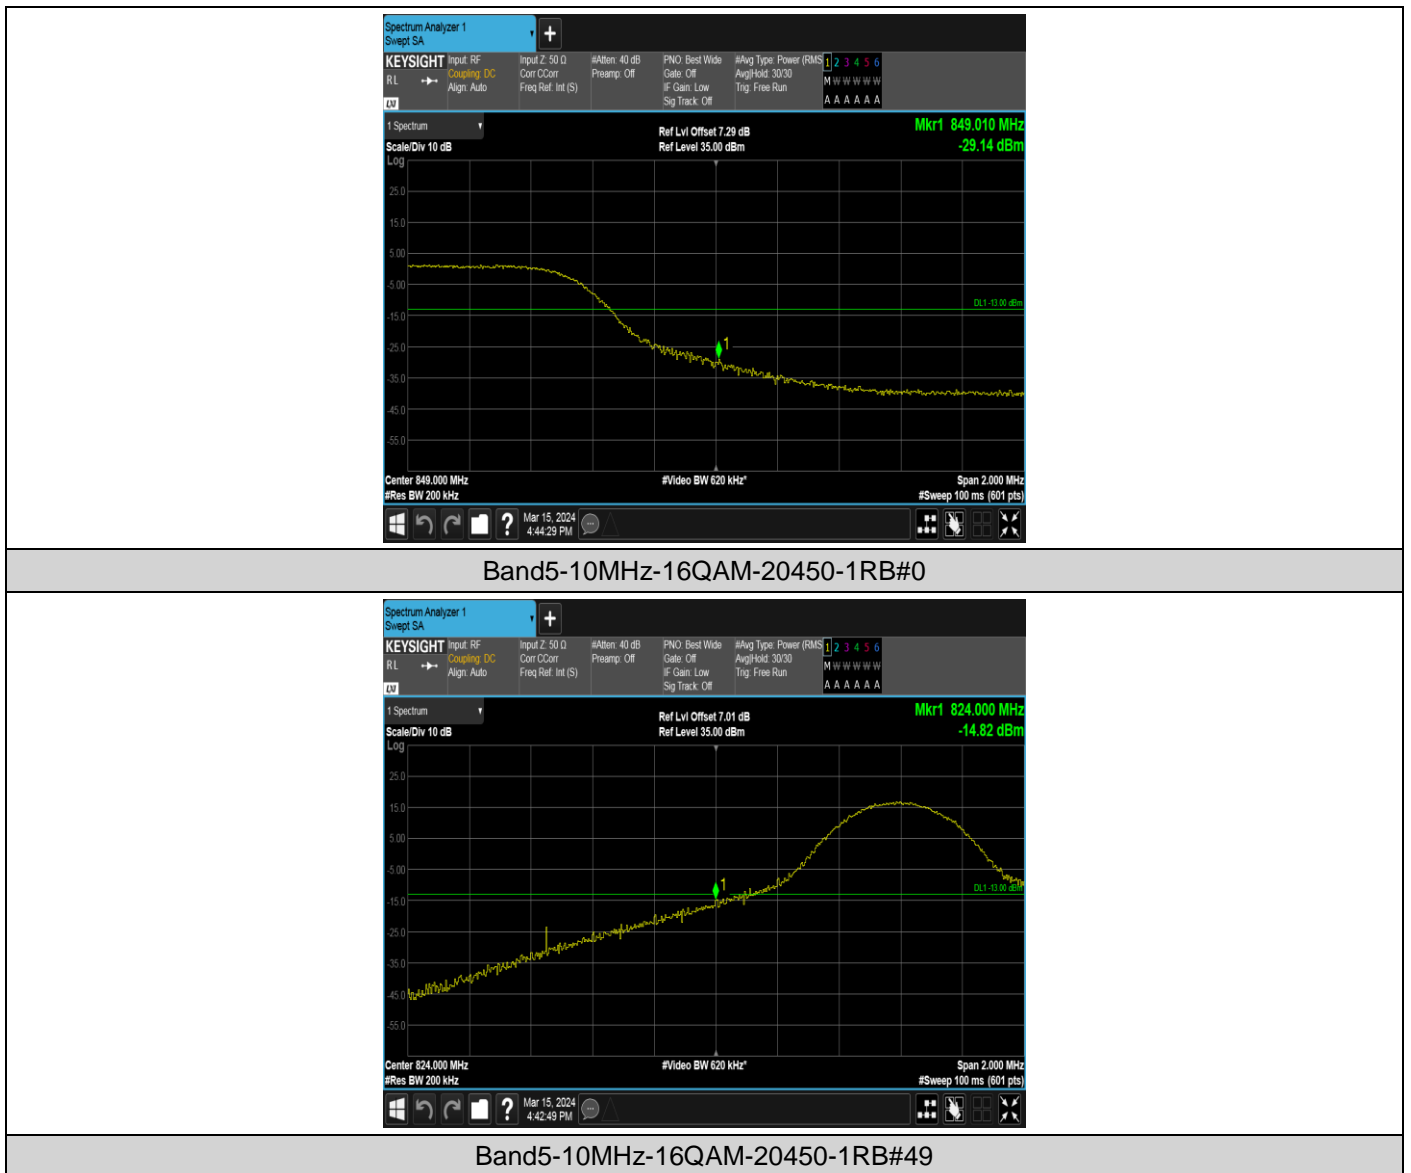 Spectrum Analyzer 1
Swept SA
+
KEYSIGHT
RL
LXI
Input: RF
Coupling: DC
Align: Auto
Input Z: 50 Ω
Corr CCorr
Freq Ref: Int (S)
#Atten: 40 dB
Preamp: Off
PNO: Best Wide
Gate: Off
IF Gain: Low
Sig Track: Off
#Avg Type: Power (RMS
Avg|Hold: 30/30
Trig: Free Run
1 2 3 4 5 6
M W W W W W
A A A A A A
1 Spectrum
Scale/Div 10 dB
Ref Lvl Offset 7.29 dB
Ref Level 35.00 dBm
Mkr1 849.010 MHz
-29.14 dBm
Log
25.0
15.0
5.00
-5.00
DL1 -13.00 dBm
-15.0
1
-25.0
-35.0
-45.0
-55.0
Center 849.000 MHz
#Video BW 620 kHz*
Span 2.000 MHz
#Res BW 200 kHz
#Sweep 100 ms (601 pts)
?
Mar 15, 2024
4:44:29 PM
Band5-10MHz-16QAM-20450-1RB#0
Spectrum Analyzer 1
Swept SA
+
KEYSIGHT
RL
LXI
Input: RF
Coupling: DC
Align: Auto
Input Z: 50 Ω
Corr CCorr
Freq Ref: Int (S)
#Atten: 40 dB
Preamp: Off
PNO: Best Wide
Gate: Off
IF Gain: Low
Sig Track: Off
#Avg Type: Power (RMS
Avg|Hold: 30/30
Trig: Free Run
1 2 3 4 5 6
M W W W W W
A A A A A A
1 Spectrum
Scale/Div 10 dB
Ref Lvl Offset 7.01 dB
Ref Level 35.00 dBm
Mkr1 824.000 MHz
-14.82 dBm
Log
25.0
15.0
5.00
-5.00
1
DL1 -13.00 dBm
-15.0
-25.0
-35.0
-45.0
-55.0
Center 824.000 MHz
#Video BW 620 kHz*
Span 2.000 MHz
#Res BW 200 kHz
#Sweep 100 ms (601 pts)
?
Mar 15, 2024
4:42:49 PM
Band5-10MHz-16QAM-20450-1RB#49